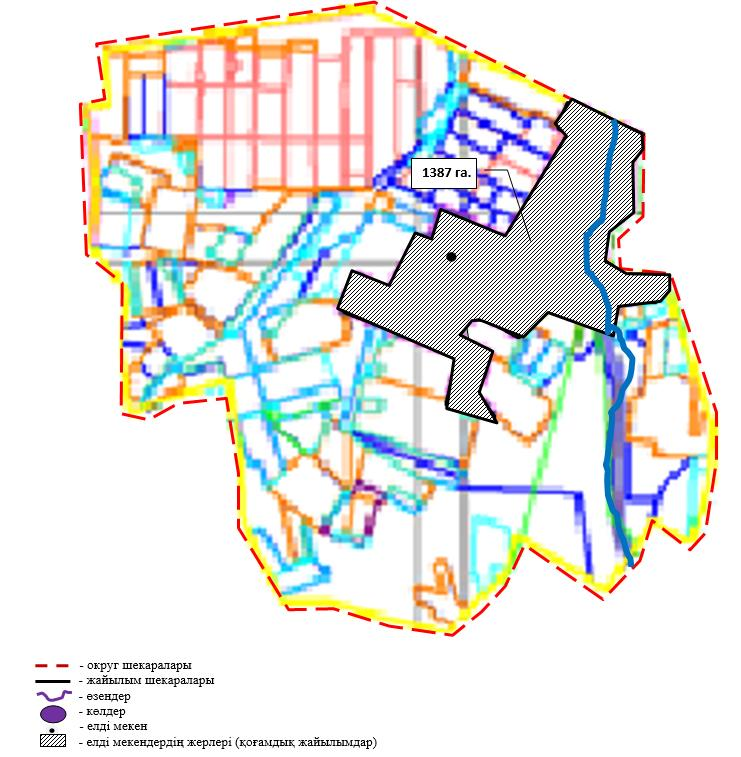 1387 га.
- округ шекаралары
- жайылым шекаралары
- өзендер
- көлдер
- елді мекен
- елді мекендердің жерлері (қоғамдық жайылымдар)